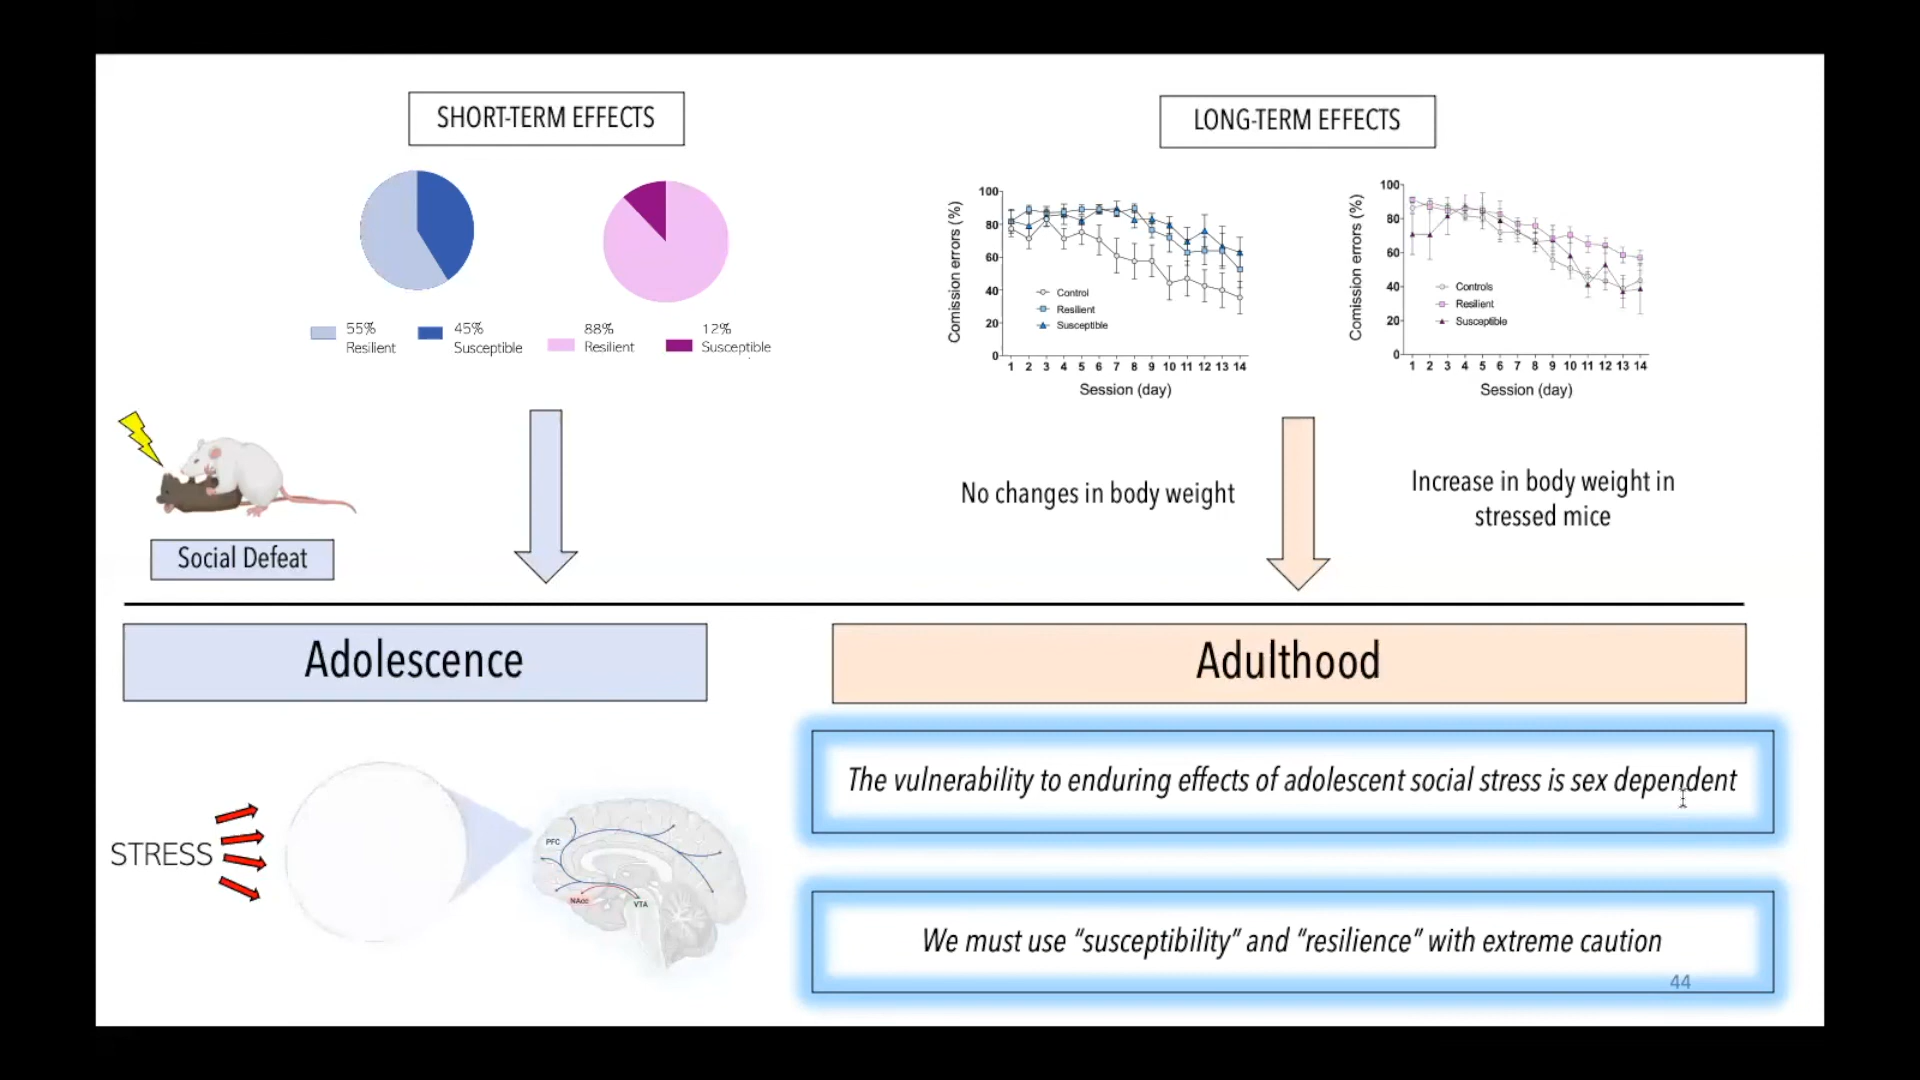 SHORT-TERM EFFECTS
LONG-TERM EFFECTS
55%
Resilient
45%
Susceptible
88%
Resilient
12%
Susceptible
Comission errors (%)
100
80
60
40
20
0
Control
Resilient
Susceptible
1 2 3 4 5 6 7 8 9 10 11 12 13 14
Session (day)
Comission errors (%)
100
80
60
40
20
0
Controls
Resilient
Susceptible
1 2 3 4 5 6 7 8 9 10 11 12 13 14
Session (day)
Social Defeat
No changes in body weight
Increase in body weight in
stressed mice
Adolescence
Adulthood
STRESS
PFC
NAcc
VTA
The vulnerability to enduring effects of adolescent social stress is sex dependent
We must use “susceptibility” and “resilience” with extreme caution
44